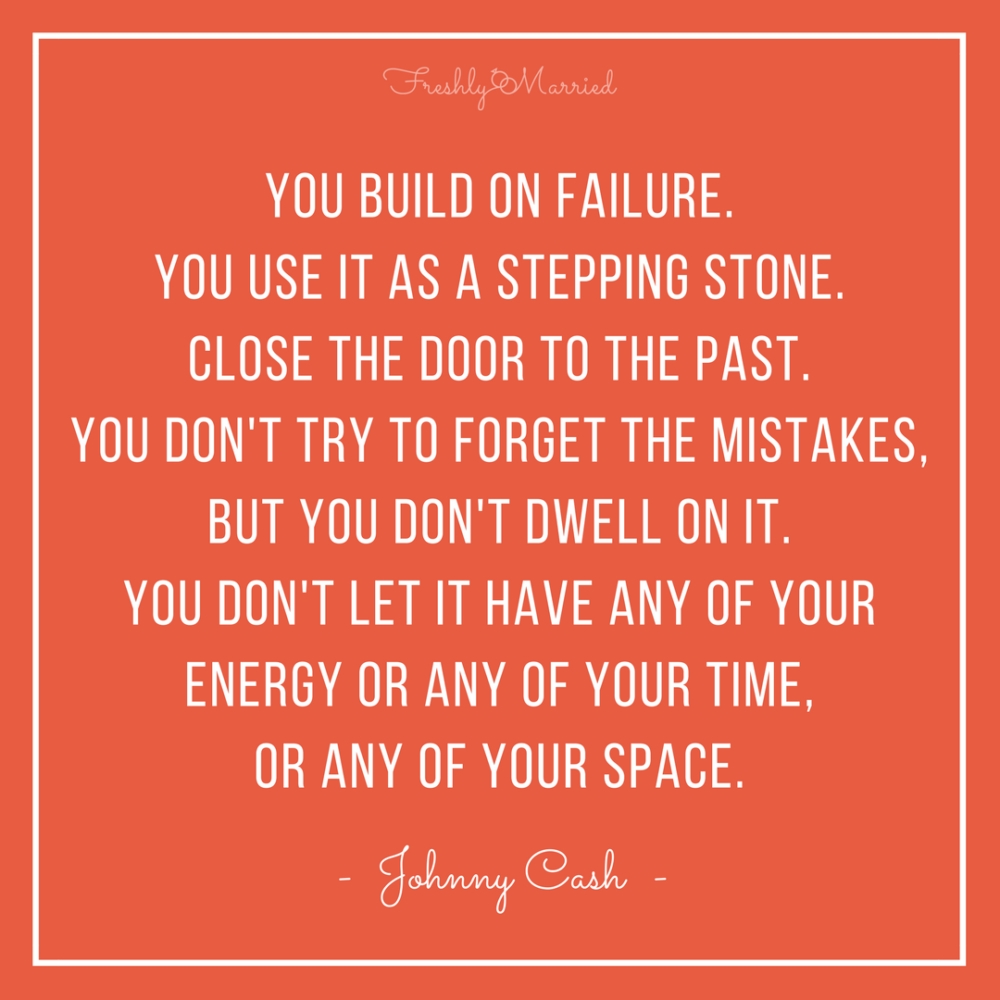 Freshly Married
YOU BUILD ON FAILURE.
YOU USE IT AS A STEPPING STONE.
CLOSE THE DOOR TO THE PAST.
YOU DON'T TRY TO FORGET THE MISTAKES,
BUT YOU DON'T DWELL ON IT.
YOU DON'T LET IT HAVE ANY OF YOUR
ENERGY OR ANY OF YOUR TIME,
OR ANY OF YOUR SPACE.
- Johnny Cash -